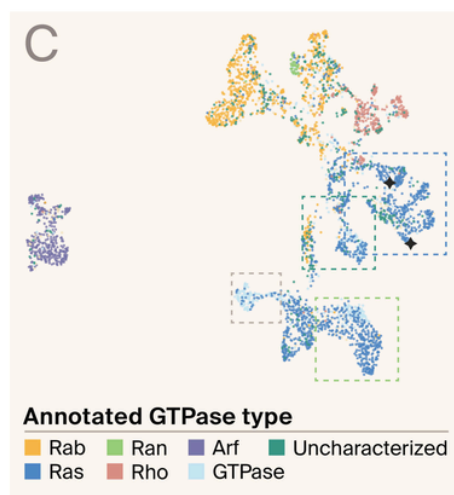 C
Annotated GTPase type
Rab Ran Arf Uncharacterized
Ras Rho GTPase